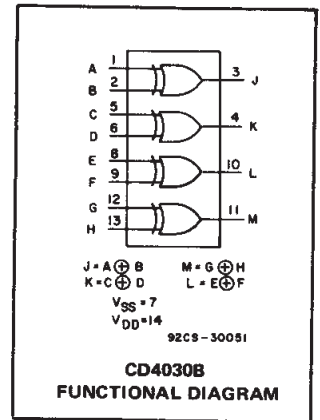 A 1
B 2
3 J
C 5
D 6
4 K
E 8
F 9
10 L
G 12
H 13
11 M
J = A ⊕ B M = G ⊕ H
K = C ⊕ D L = E ⊕ F
VSS = 7
VDD = 14
92CS-30051
CD4030B
FUNCTIONAL DIAGRAM